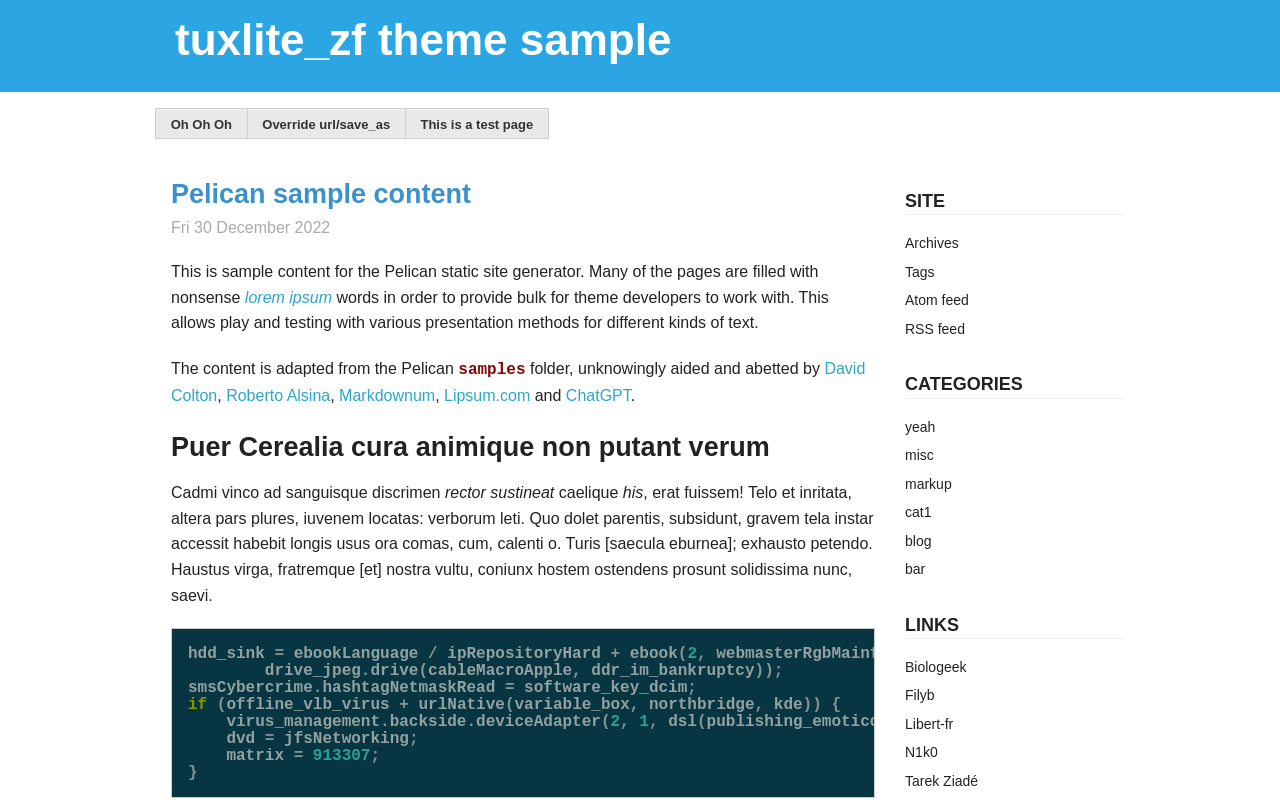 tuxlite_zf theme sample
Oh Oh Oh
Override url/save_as
This is a test page
Pelican sample content
Fri 30 December 2022
This is sample content for the Pelican static site generator. Many of the pages are filled with
nonsense lorem ipsum words in order to provide bulk for theme developers to work with. This
allows play and testing with various presentation methods for different kinds of text.
The content is adapted from the Pelican samples folder, unknowingly aided and abetted by David
Colton, Roberto Alsina, Markdownum, Lipsum.com and ChatGPT.
Puer Cerealia cura animique non putant verum
Cadmi vinco ad sanguisque discrimen rector sustineat caelique his, erat fuissem! Telo et inritata,
altera pars plures, iuvenem locatas: verborum leti. Quo dolet parentis, subsidunt, gravem tela instar
accessit habebit longis usus ora comas, cum, calenti o. Turis [saecula eburnea]; exhausto petendo.
Haustus virga, fratremque [et] nostra vultu, coniunx hostem ostendens prosunt solidissima nunc,
saevi.
hdd_sink = ebookLanguage / ipRepositoryHard + ebook(2, webmasterRgbMainf
        drive_jpeg.drive(cableMacroApple, ddr_im_bankruptcy));
smsCybercrime.hashtagNetmaskRead = software_key_dcim;
if (offline_vlb_virus + urlNative(variable_box, northbridge, kde)) {
    virus_management.backside.deviceAdapter(2, 1, dsl(publishing_emotico
    dvd = jfsNetworking;
    matrix = 913307;
}
SITE
Archives
Tags
Atom feed
RSS feed
CATEGORIES
yeah
misc
markup
cat1
blog
bar
LINKS
Biologeek
Filyb
Libert-fr
N1k0
Tarek Ziadé